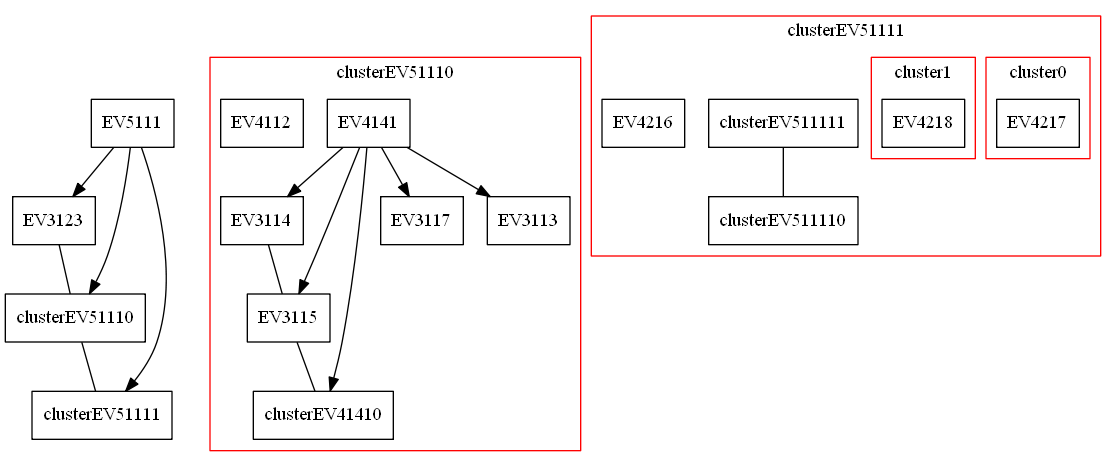 EV5111
EV3123
clusterEV51110
clusterEV51111
clusterEV51110
EV4112
EV4141
EV3114
EV3117
EV3113
EV3115
clusterEV41410
clusterEV51111
cluster1
cluster0
EV4216
clusterEV511111
EV4218
EV4217
clusterEV511110